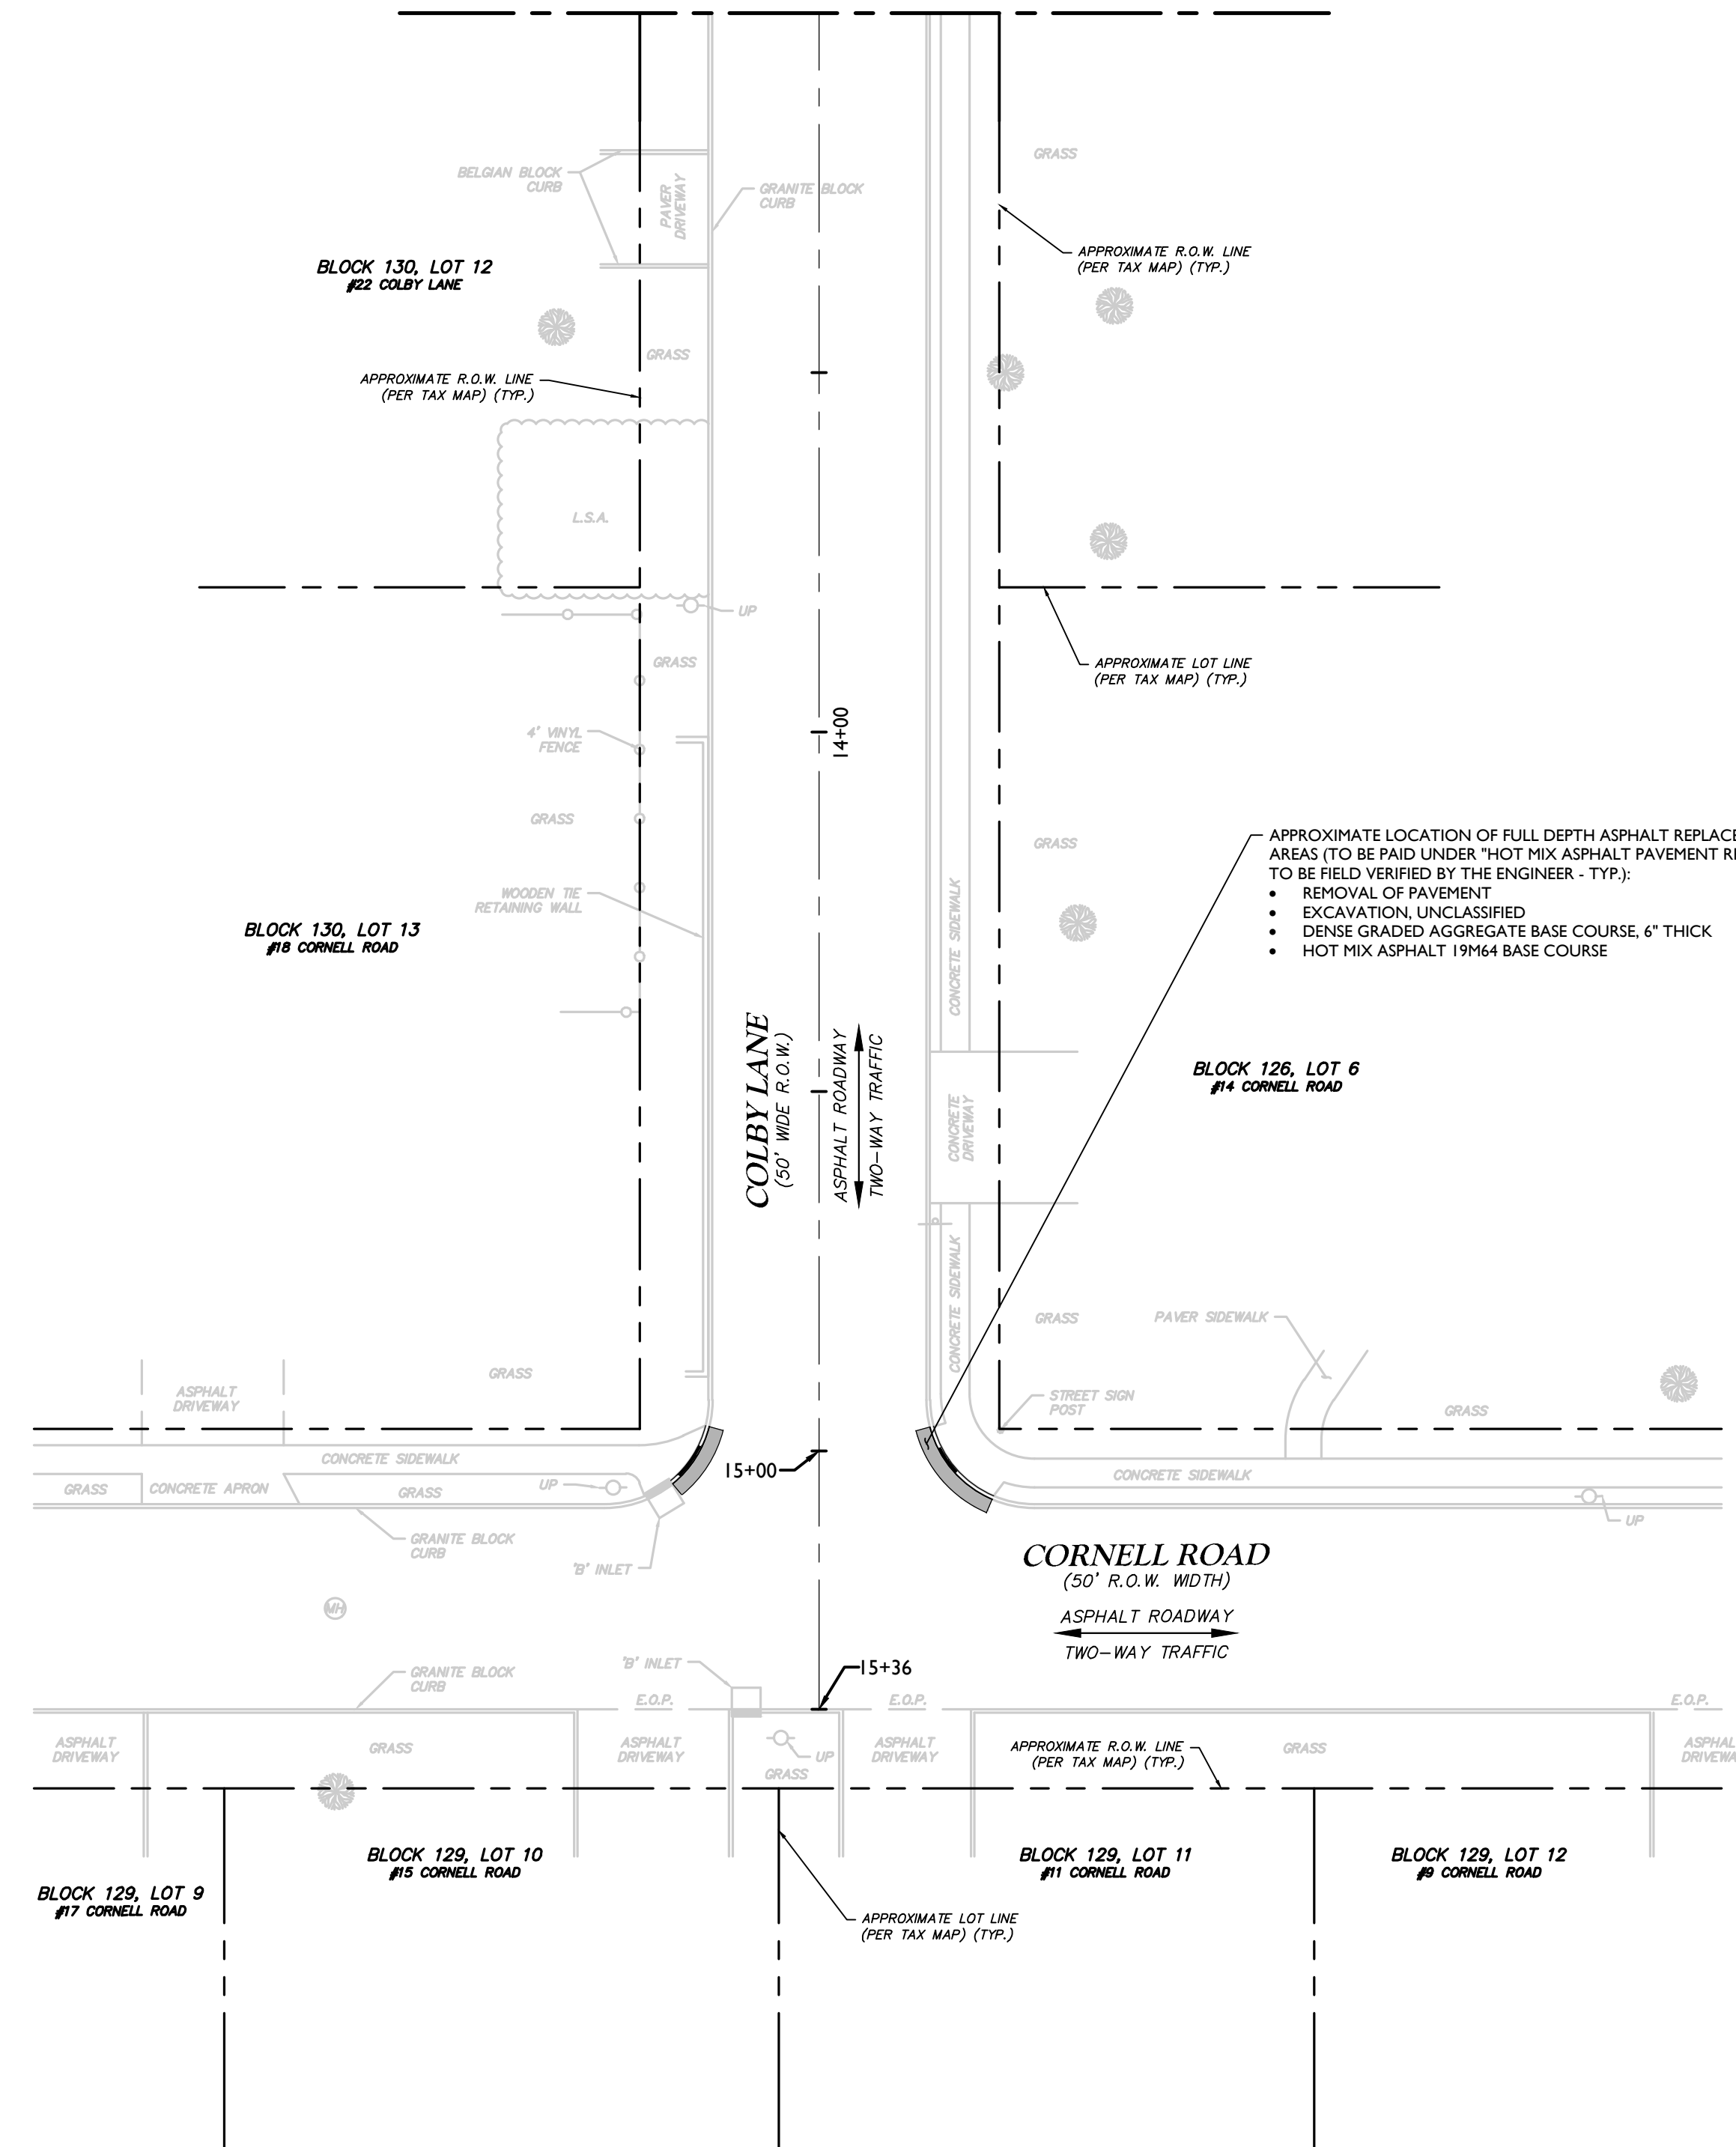 GRASS
BELGIAN BLOCK
CURB
PAVER
DRIVEWAY
GRANITE BLOCK
CURB
APPROXIMATE R.O.W. LINE
(PER TAX MAP) (TYP.)
BLOCK 130, LOT 12
#22 COLBY LANE
GRASS
APPROXIMATE R.O.W. LINE
(PER TAX MAP) (TYP.)
L.S.A.
UP
GRASS
APPROXIMATE LOT LINE
(PER TAX MAP) (TYP.)
4' VINYL
FENCE
14+00
GRASS
GRASS
APPROXIMATE LOCATION OF FULL DEPTH ASPHALT
AREAS (TO BE PAID UNDER "HOT MIX ASPHALT PAVEMENT
TO BE FIELD VERIFIED BY THE ENGINEER - TYP.):
• REMOVAL OF PAVEMENT
• EXCAVATION, UNCLASSIFIED
• DENSE GRADED AGGREGATE BASE COURSE, 6" THICK
• HOT MIX ASPHALT 19M64 BASE COURSE
WOODEN TIE
RETAINING WALL
CONCRETE SIDEWALK
BLOCK 130, LOT 13
#18 CORNELL ROAD
COLBY LANE
(50' WIDE R.O.W.)
ASPHALT ROADWAY
TWO-WAY TRAFFIC
CONCRETE
DRIVEWAY
BLOCK 126, LOT 6
#14 CORNELL ROAD
CONCRETE SIDEWALK
GRASS
PAVER SIDEWALK
GRASS
ASPHALT
DRIVEWAY
STREET SIGN
POST
GRASS
CONCRETE SIDEWALK
15+00
CONCRETE SIDEWALK
GRASS
CONCRETE APRON
GRASS
UP
UP
GRANITE BLOCK
CURB
'B' INLET
CORNELL ROAD
(50' R.O.W. WIDTH)
ASPHALT ROADWAY
TWO-WAY TRAFFIC
MH
GRANITE BLOCK
CURB
'B' INLET
15+36
E.O.P.
E.O.P.
E.O.P.
ASPHALT
DRIVEWAY
GRASS
ASPHALT
DRIVEWAY
UP
GRASS
ASPHALT
DRIVEWAY
APPROXIMATE R.O.W. LINE
(PER TAX MAP) (TYP.)
GRASS
BLOCK 129, LOT 9
#17 CORNELL ROAD
BLOCK 129, LOT 10
#15 CORNELL ROAD
BLOCK 129, LOT 11
#11 CORNELL ROAD
BLOCK 129, LOT 12
#9 CORNELL ROAD
APPROXIMATE LOT LINE
(PER TAX MAP) (TYP.)